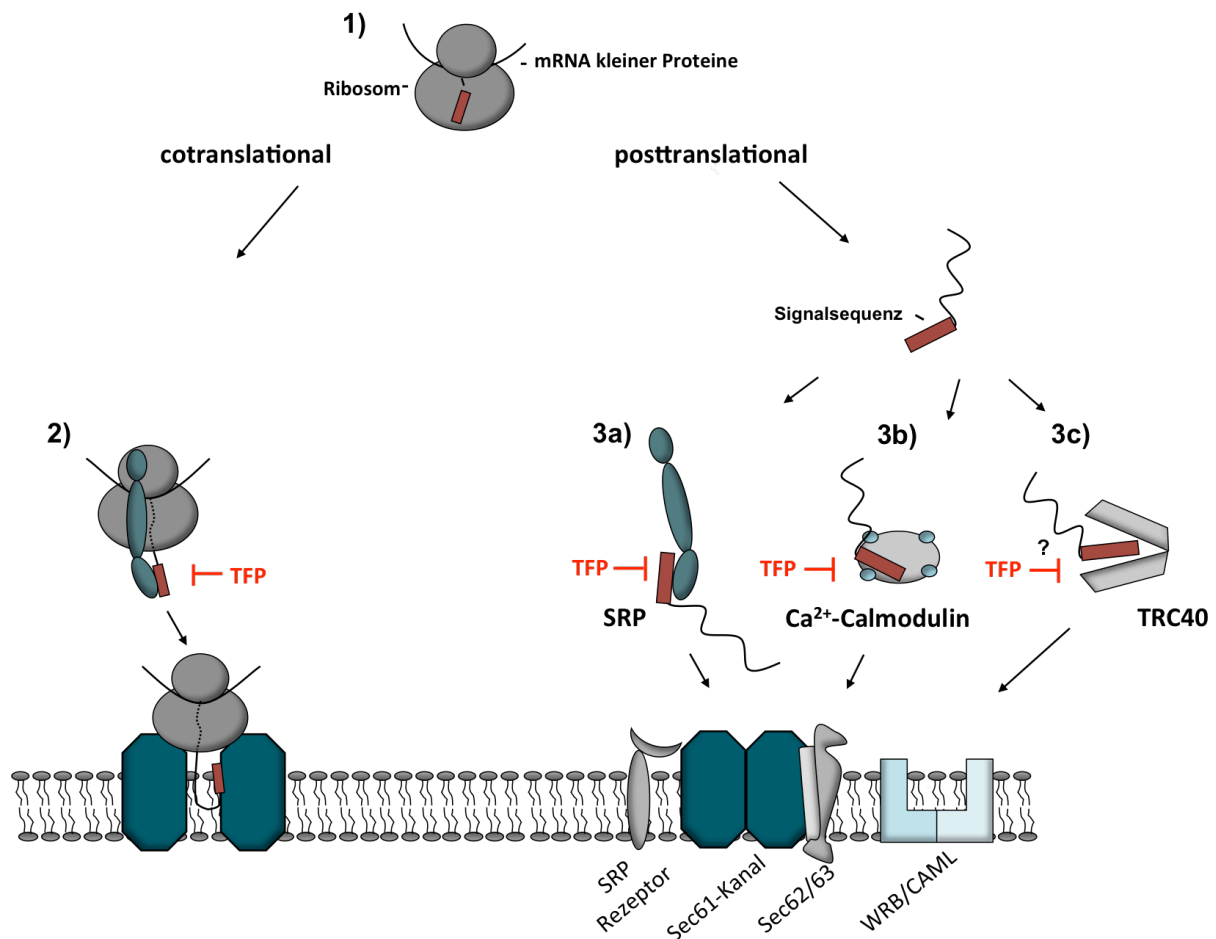 1)
mRNA kleiner Proteine
Ribosom
cotranslational
posttranslational
Signalsequenz
2)
3a)
3b)
3c)
?
TFP
TFP
TFP
TFP
SRP
Ca²⁺-Calmodulin
TRC40
SRP
Rezeptor
Sec61-Kanal
Sec62/63
WRB/CAML